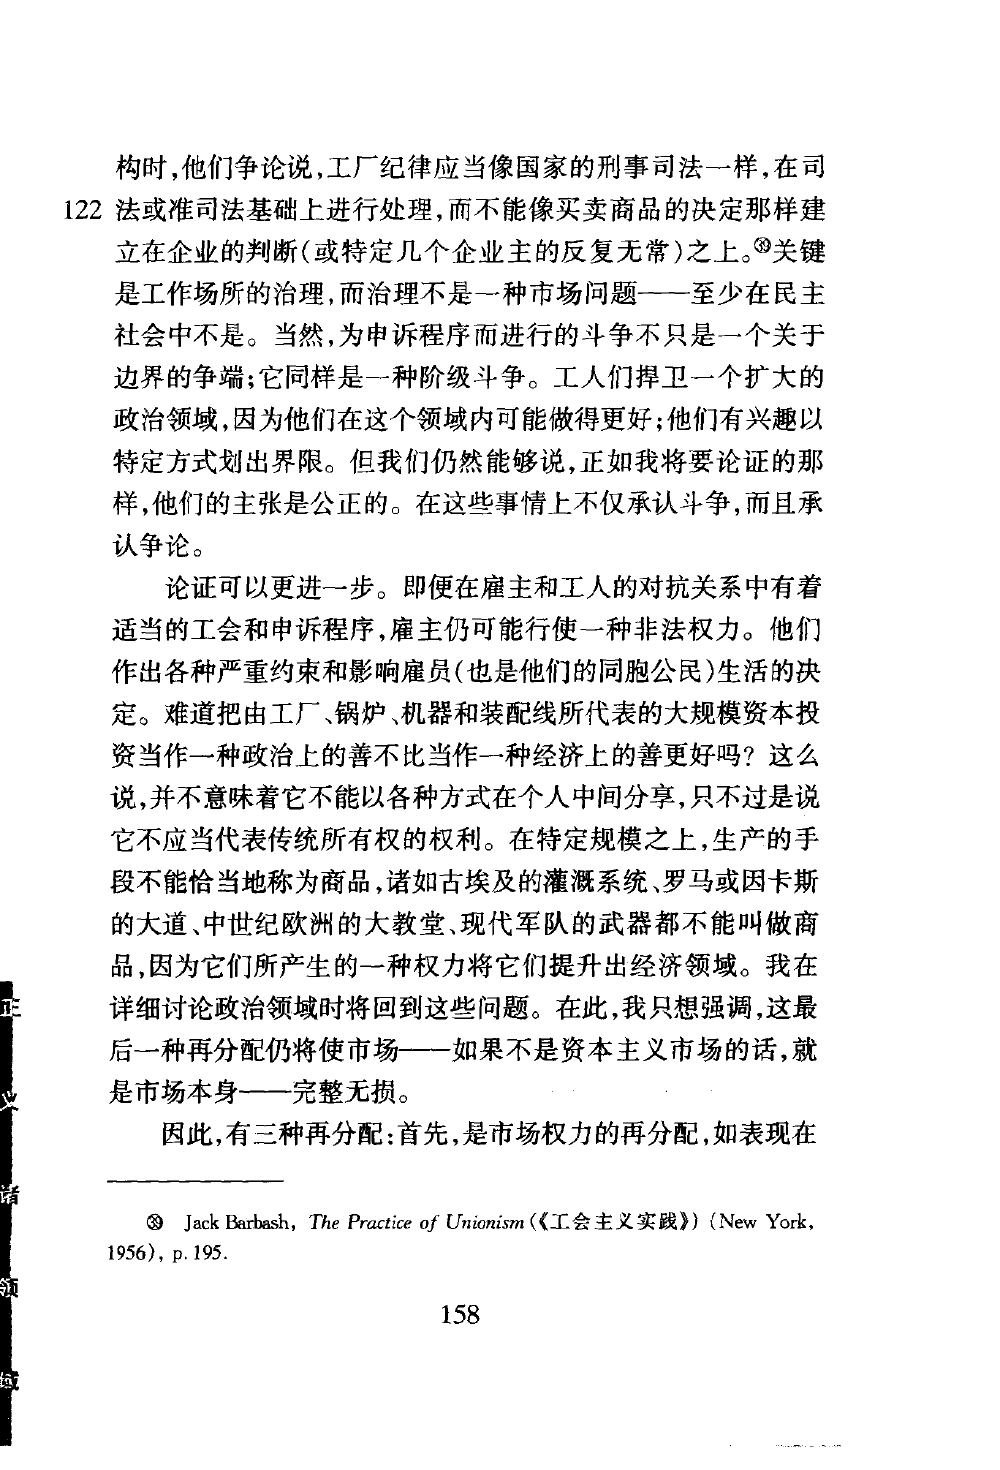 构时,他们争论说,工厂纪律应当像国家的刑事司法一样,在司
122 法或准司法基础上进行处理,而不能像买卖商品的决定那样建
立在企业的判断(或特定几个企业主的反复无常)之上。㊴关键
是工作场所的治理,而治理不是一种市场问题——至少在民主
社会中不是。当然,为申诉程序而进行的斗争不只是一个关于
边界的争端;它同样是一种阶级斗争。工人们捍卫一个扩大的
政治领域,因为他们在这个领域内可能做得更好;他们有兴趣以
特定方式划出界限。但我们仍然能够说,正如我将要论证的那
样,他们的主张是公正的。在这些事情上不仅承认斗争,而且承
认争论。
论证可以更进一步。即便在雇主和工人的对抗关系中有着
适当的工会和申诉程序,雇主仍可能行使一种非法权力。他们
作出各种严重约束和影响雇员(也是他们的同胞公民)生活的决
定。难道把由工厂、锅炉、机器和装配线所代表的大规模资本投
资当作一种政治上的善不比当作一种经济上的善更好吗?这么
说,并不意味着它不能以各种方式在个人中间分享,只不过是说
它不应当代表传统所有权的权利。在特定规模之上,生产的手
段不能恰当地称为商品,诸如古埃及的灌溉系统、罗马或因卡斯
的大道、中世纪欧洲的大教堂、现代军队的武器都不能叫做商
品,因为它们所产生的一种权力将它们提升出经济领域。我在
详细讨论政治领域时将回到这些问题。在此,我只想强调,这最
后一种再分配仍将使市场——如果不是资本主义市场的话,就
是市场本身——完整无损。
因此,有三种再分配:首先,是市场权力的再分配,如表现在
㊴ Jack Barbash, The Practice of Unionism(《工会主义实践》) (New York,
1956), p.195.
158
正
义
诸
领
域